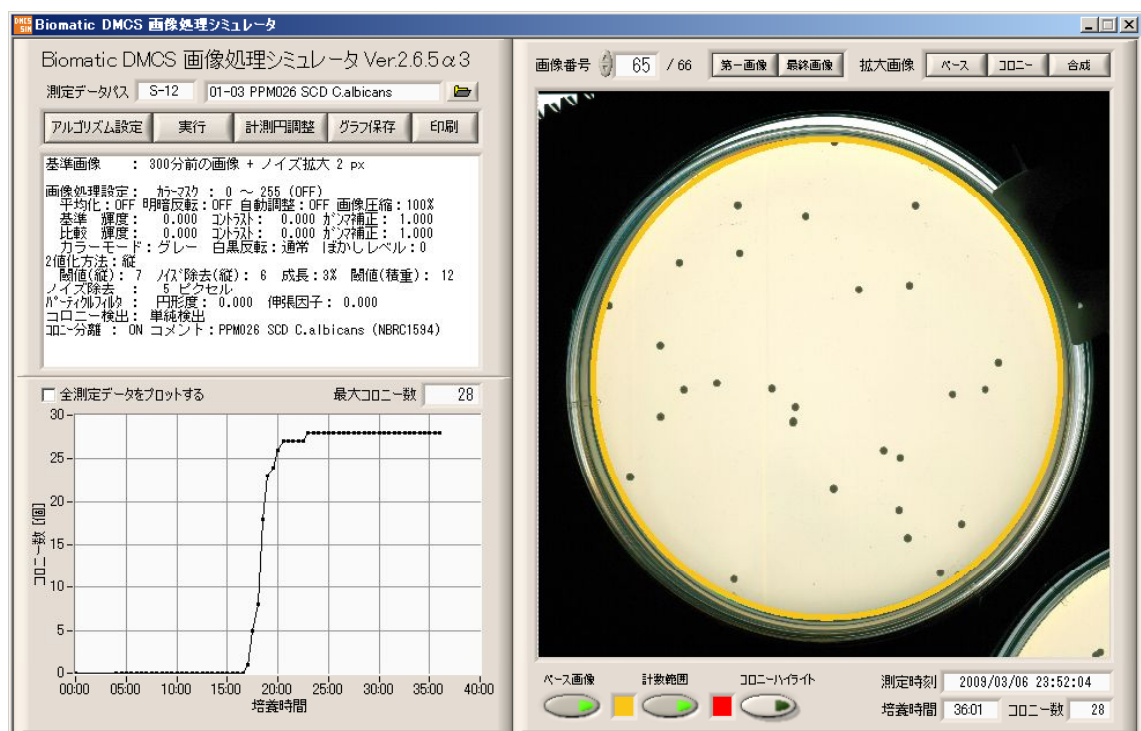 Biomatic DMCS 画像処理シミュレータ
Biomatic DMCS 画像処理シミュレータ Ver.2.6.5α3
測定データパス S-12 01-03 PPM026 SCD C.albicans
アルゴリズム設定 実行 計測円調整 グラフ保存 印刷
基準画像 : 300分前の画像 + ノイズ拡大 2 px
画像処理設定 : カラーマスク : 0 ～ 255 (OFF)
平均化 : OFF 明暗反転 : OFF 自動調整 : OFF 画像圧縮 : 100%
基準 輝度 : 0.000 コントラスト : 0.000 ガンマ補正 : 1.000
比較 輝度 : 0.000 コントラスト : 0.000 ガンマ補正 : 1.000
カラーモード : グレー 白黒反転 : 通常 ぼかしレベル : 0
2値化方法 : 縦
閾値(縦) : 7 ノイズ除去(縦) : 6 成長 : 3% 閾値(積重) : 12
ノイズ除去 : 5 ピクセル
パーティクルフィルタ : 円形度 : 0.000 伸張因子 : 0.000
コロニー検出 : 単純検出
コロニー分離 : ON コメント : PPM026 SCD C.albicans (NBRC1594)
全測定データをプロットする 最大コロニー数 28
30
25
20
15
10
5
0
コロニー数 [個]
00:00 05:00 10:00 15:00 20:00 25:00 30:00 35:00 40:00
培養時間
画像番号 65 / 66 第一画像 最終画像 拡大画像 ベース コロニー 合成
ベース画像 計数範囲 コロニーハイライト
測定時刻 2009/03/06 23:52:04
培養時間 36:01 コロニー数 28